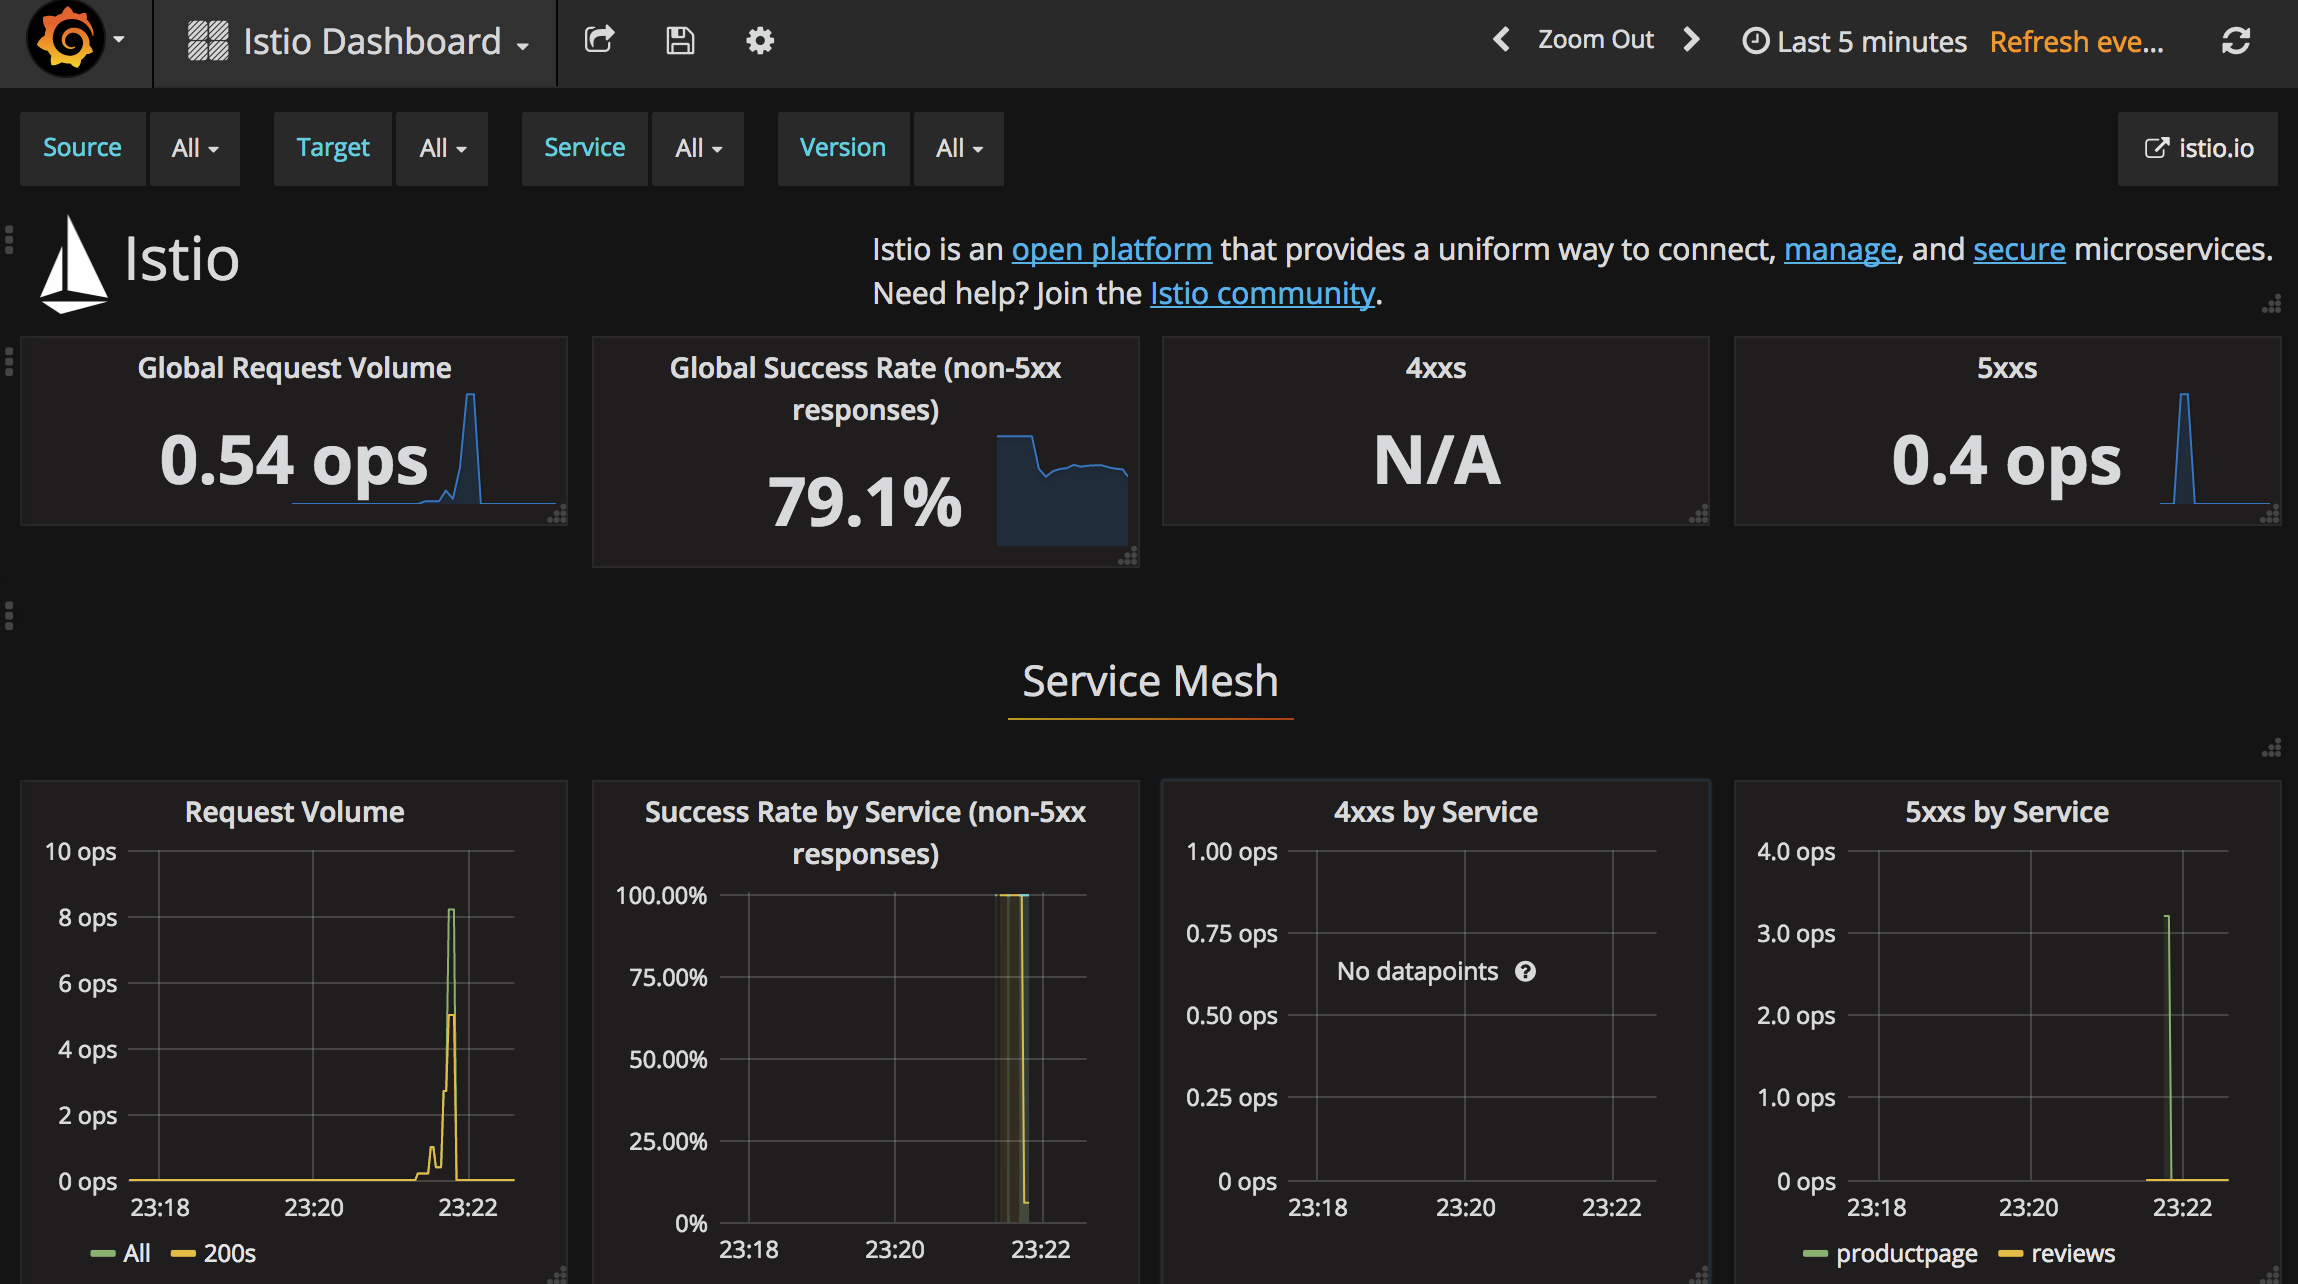 Istio Dashboard
Zoom Out
Last 5 minutes
Refresh eve...
Source All
Target All
Service All
Version All
istio.io
Istio
Istio is an open platform that provides a uniform way to connect, manage, and secure microservices.
Need help? Join the Istio community.
Global Request Volume
0.54 ops
Global Success Rate (non-5xx
responses)
79.1%
4xxs
N/A
5xxs
0.4 ops
Service Mesh
Request Volume
10 ops
8 ops
6 ops
4 ops
2 ops
0 ops
23:18 23:20 23:22
All 200s
Success Rate by Service (non-5xx
responses)
100.00%
75.00%
50.00%
25.00%
0%
23:18 23:20 23:22
4xxs by Service
1.00 ops
0.75 ops
No datapoints
0.50 ops
0.25 ops
0 ops
23:18 23:20 23:22
5xxs by Service
4.0 ops
3.0 ops
2.0 ops
1.0 ops
0 ops
23:18 23:20 23:22
productpage reviews